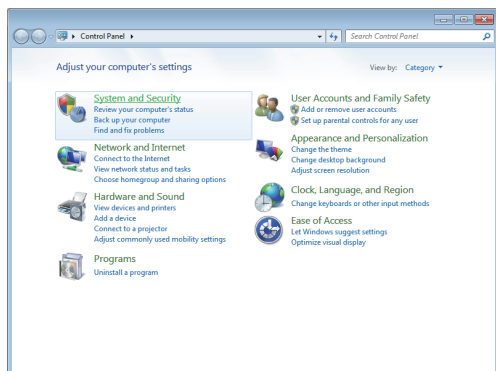 Control Panel
Search Control Panel
Adjust your computer's settings
View by: Category
System and Security
Review your computer's status
Back up your computer
Find and fix problems
Network and Internet
Connect to the Internet
View network status and tasks
Choose homegroup and sharing options
Hardware and Sound
View devices and printers
Add a device
Connect to a projector
Adjust commonly used mobility settings
Programs
Uninstall a program
User Accounts and Family Safety
Add or remove user accounts
Set up parental controls for any user
Appearance and Personalization
Change the theme
Change desktop background
Adjust screen resolution
Clock, Language, and Region
Change keyboards or other input methods
Ease of Access
Let Windows suggest settings
Optimize visual display